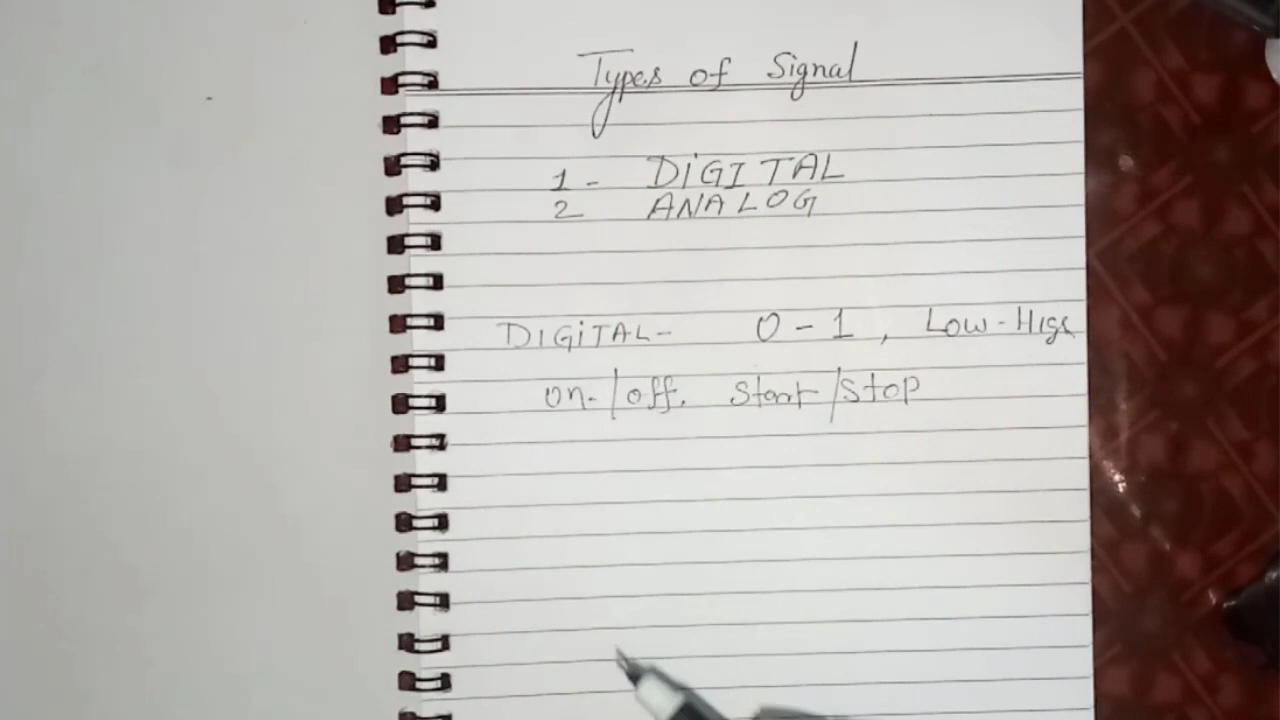 Types of Signal
1- DiGITAL
2 ANALOG
DIGiTAL- 0-1, Low-High
on-/off. Start/Stop